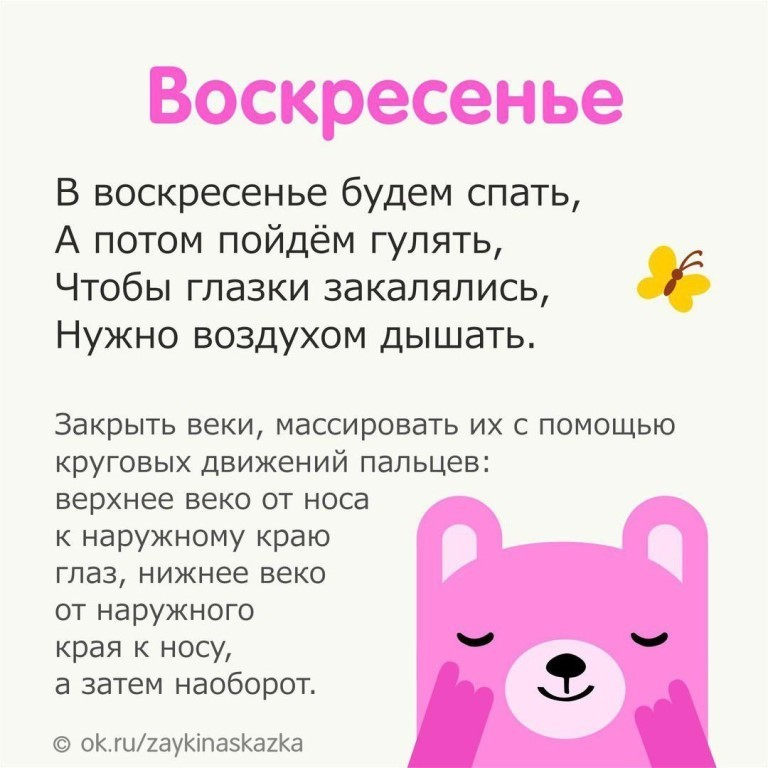 Воскресенье
В воскресенье будем спать,
А потом пойдём гулять,
Чтобы глазки закалялись,
Нужно воздухом дышать.
Закрыть веки, массировать их с помощью
круговых движений пальцев:
верхнее веко от носа
к наружному краю
глаз, нижнее веко
от наружного
края к носу,
а затем наоборот.
© ok.ru/zaykinaskazka